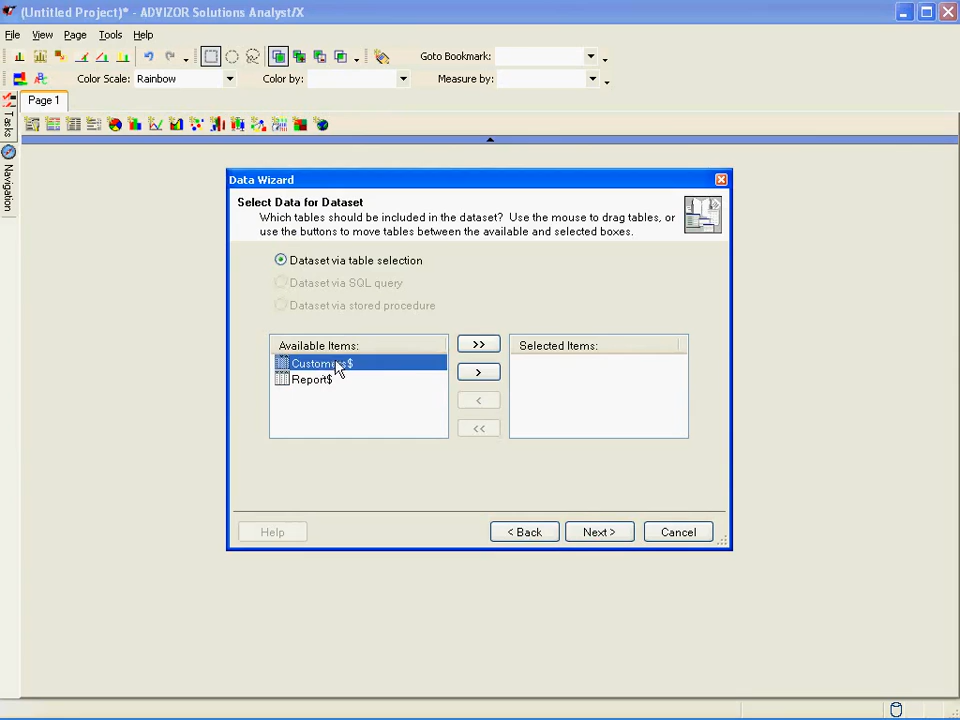 (Untitled Project)* - ADVIZOR Solutions Analyst/X
File View Page Tools Help
Goto Bookmark:
Color Scale: Rainbow Color by: Measure by:
Page 1
Tasks
Navigation
Data Wizard
Select Data for Dataset
Which tables should be included in the dataset? Use the mouse to drag tables, or
use the buttons to move tables between the available and selected boxes.
Dataset via table selection
Dataset via SQL query
Dataset via stored procedure
Available Items: >> Selected Items:
Customers$
Report$ >
<
<<
Help < Back Next > Cancel